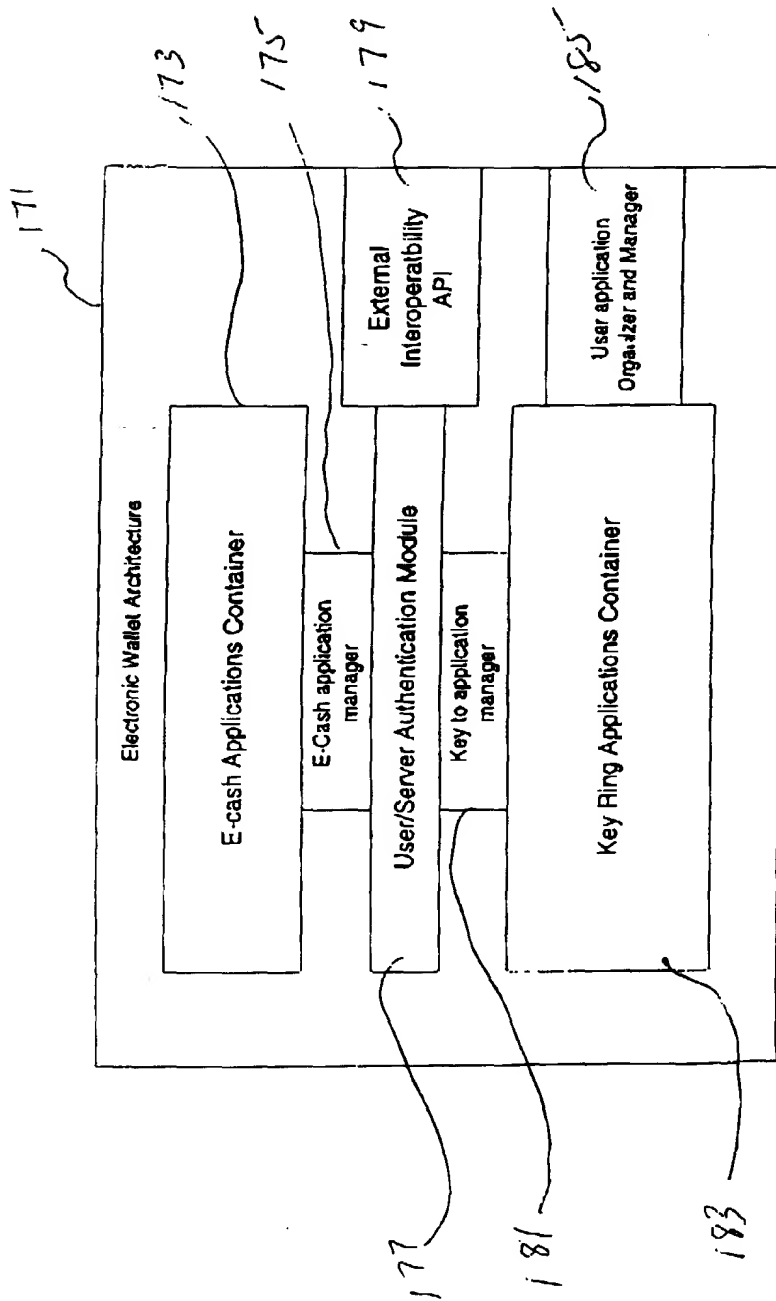 171
Electronic Wallet Architecture
173
E-cash Applications Container
175
E-Cash application
manager
177
User/Server Authentication Module
179
External
Interoperatbility
API
181
Key to application
manager
183
Key Ring Applications Container
185
User application
Organizer and Manager